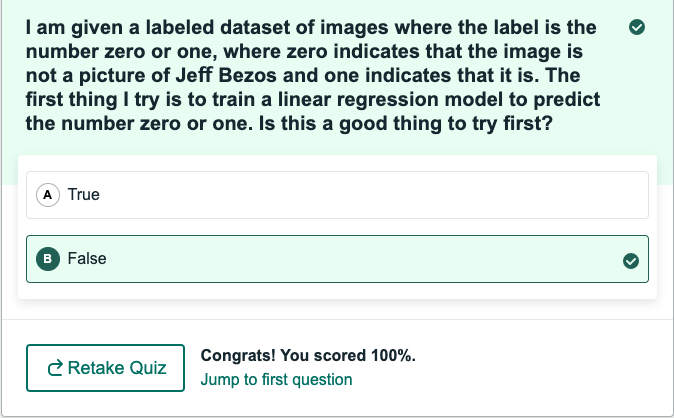 I am given a labeled dataset of images where the label is the
number zero or one, where zero indicates that the image is
not a picture of Jeff Bezos and one indicates that it is. The
first thing I try is to train a linear regression model to predict
the number zero or one. Is this a good thing to try first?
A True
B False
Retake Quiz
Congrats! You scored 100%.
Jump to first question